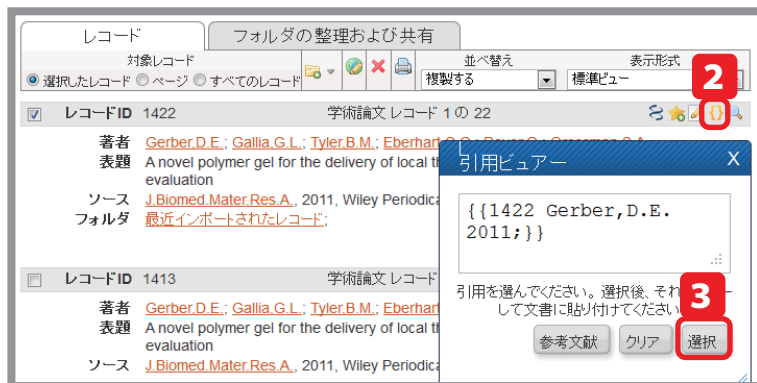 レコード フォルダの整理および共有
対象レコード 並べ替え 表示形式
選択したレコード ページ すべてのレコード 複製する 標準ビュー
2
レコードID 1422 学術論文 レコード 1 の 22
著者 Gerber,D.E.; Gallia,G.L.; Tyler,B.M.; Eberhart
表題 A novel polymer gel for the delivery of local
evaluation
ソース J.Biomed.Mater.Res.A., 2011, Wiley Periodica
フォルダ 最近インポートされたレコード;
引用ビュアー X
{{1422 Gerber,D.E.
2011;}}
引用を選んでください。選択後、それ
して文書に貼り付けてください
3
参考文献 クリア 選択
レコードID 1413 学術論文 レコード
著者 Gerber,D.E.; Gallia,G.L.; Tyler,B.M.; Eberhart
表題 A novel polymer gel for the delivery of local
evaluation
ソース J.Biomed.Mater.Res.A., 2011, Wiley Periodica